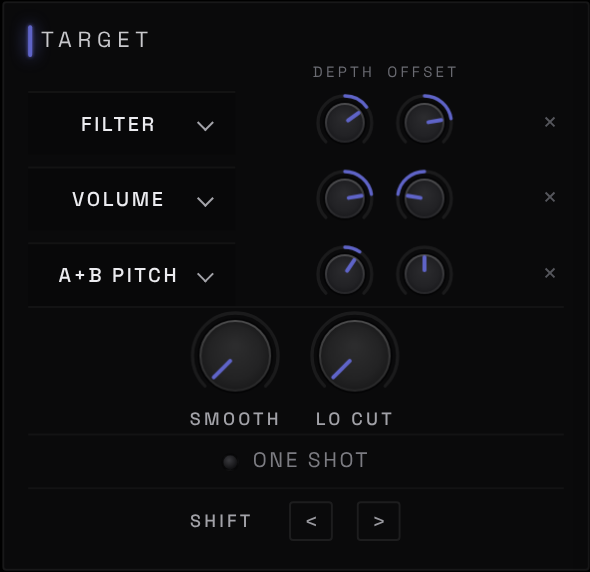 TARGET
DEPTH OFFSET
FILTER ×
VOLUME ×
A+B PITCH ×
SMOOTH LO CUT
ONE SHOT
SHIFT < >